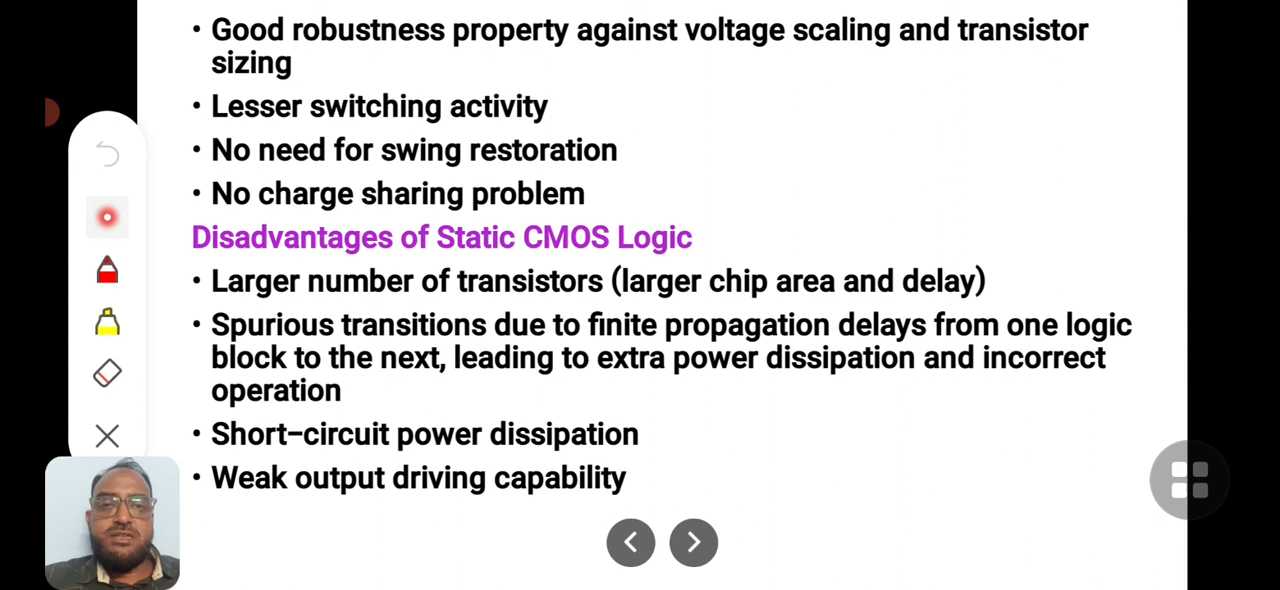 • Good robustness property against voltage scaling and transistor
sizing
• Lesser switching activity
• No need for swing restoration
• No charge sharing problem
Disadvantages of Static CMOS Logic
• Larger number of transistors (larger chip area and delay)
• Spurious transitions due to finite propagation delays from one logic
block to the next, leading to extra power dissipation and incorrect
operation
• Short-circuit power dissipation
• Weak output driving capability